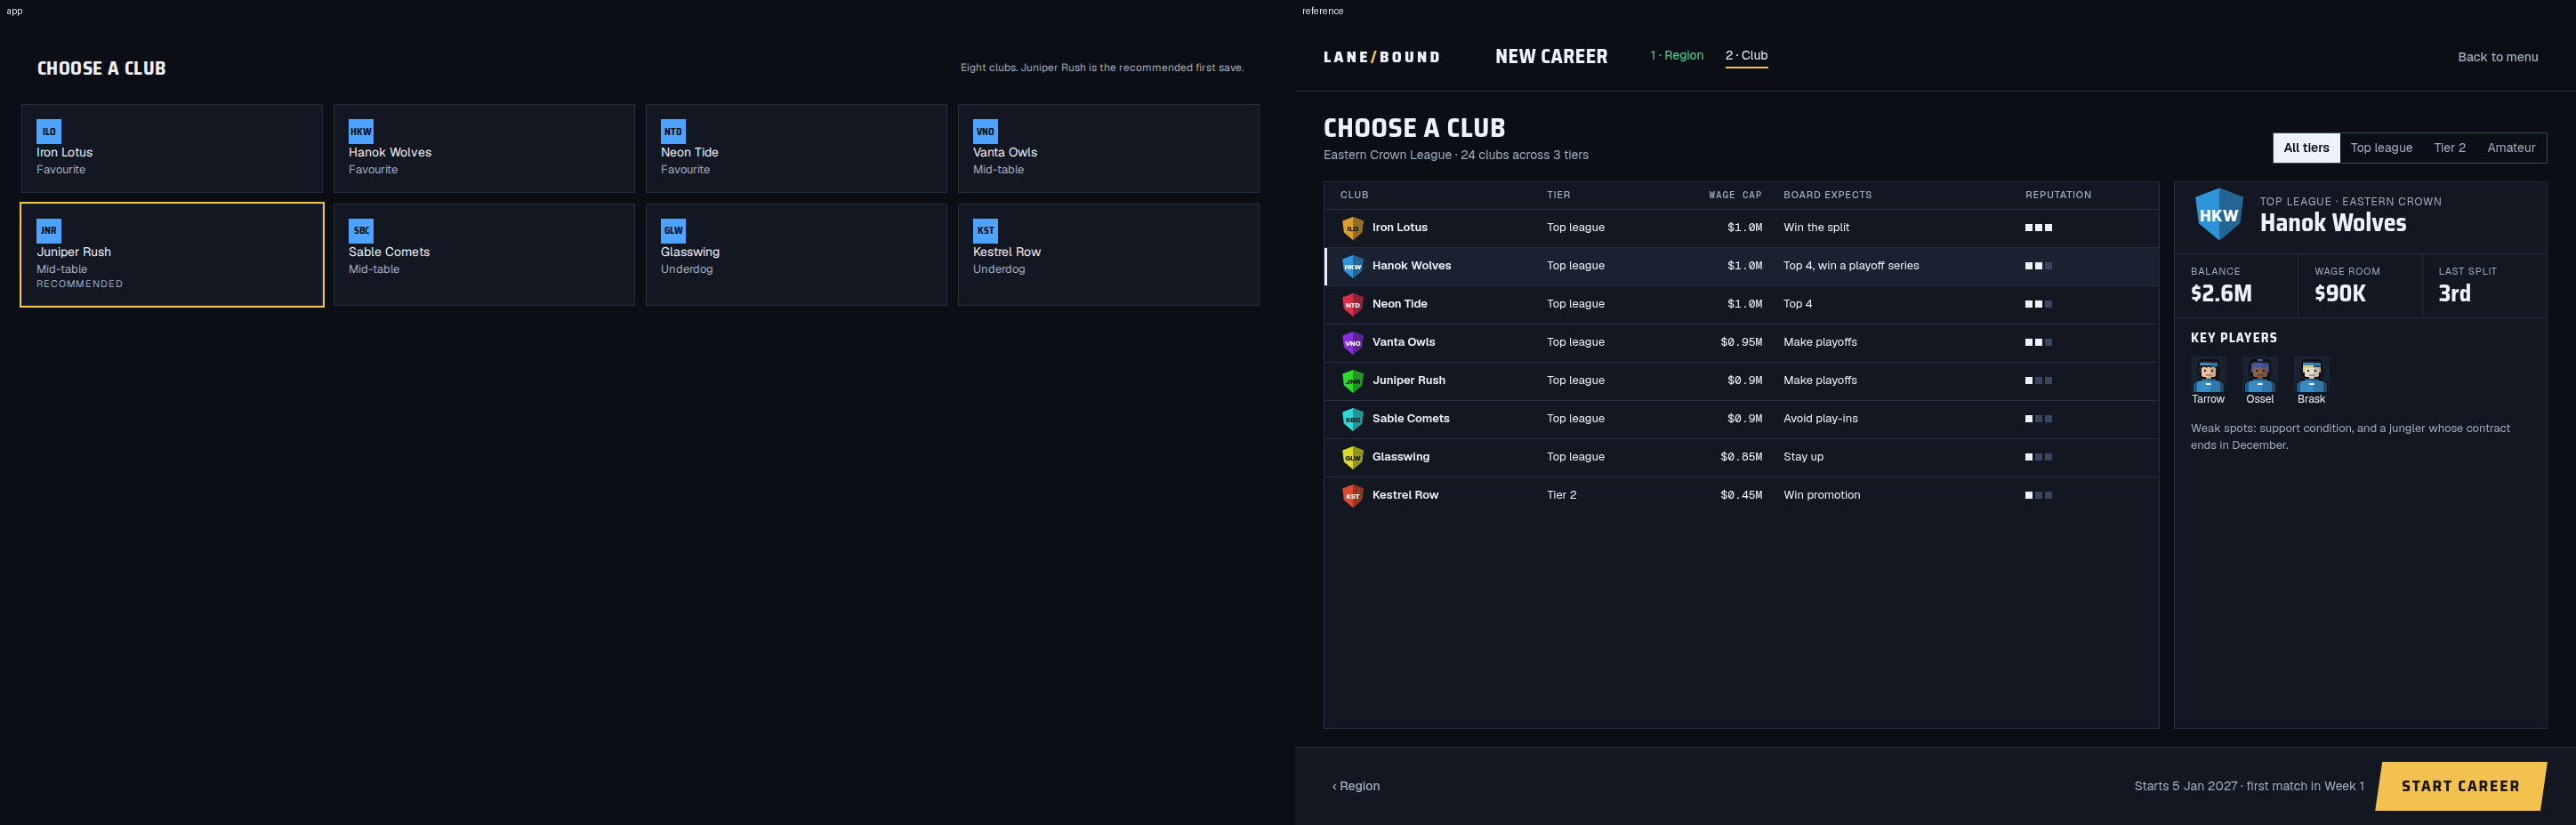 app
CHOOSE A CLUB
Eight clubs. Juniper Rush is the recommended first save.
ILO
Iron Lotus
Favourite
HKW
Hanok Wolves
Favourite
NTD
Neon Tide
Favourite
VNO
Vanta Owls
Mid-table
JNR
Juniper Rush
Mid-table
RECOMMENDED
SBC
Sable Comets
Mid-table
GLW
Glasswing
Underdog
KST
Kestrel Row
Underdog
reference
LANE/BOUND NEW CAREER 1 · Region 2 · Club Back to menu
CHOOSE A CLUB
Eastern Crown League · 24 clubs across 3 tiers
All tiers Top league Tier 2 Amateur
CLUB TIER WAGE CAP BOARD EXPECTS REPUTATION
ILO Iron Lotus Top league $1.0M Win the split
HKW Hanok Wolves Top league $1.0M Top 4, win a playoff series
NTD Neon Tide Top league $1.0M Top 4
VNO Vanta Owls Top league $0.95M Make playoffs
JNR Juniper Rush Top league $0.9M Make playoffs
SBC Sable Comets Top league $0.9M Avoid play-ins
GLW Glasswing Top league $0.85M Stay up
KST Kestrel Row Tier 2 $0.45M Win promotion
HKW
TOP LEAGUE · EASTERN CROWN
Hanok Wolves
BALANCE WAGE ROOM LAST SPLIT
$2.6M $90K 3rd
KEY PLAYERS
Tarrow Ossel Brask
Weak spots: support condition, and a jungler whose contract
ends in December.
‹ Region
Starts 5 Jan 2027 · first match in Week 1
START CAREER